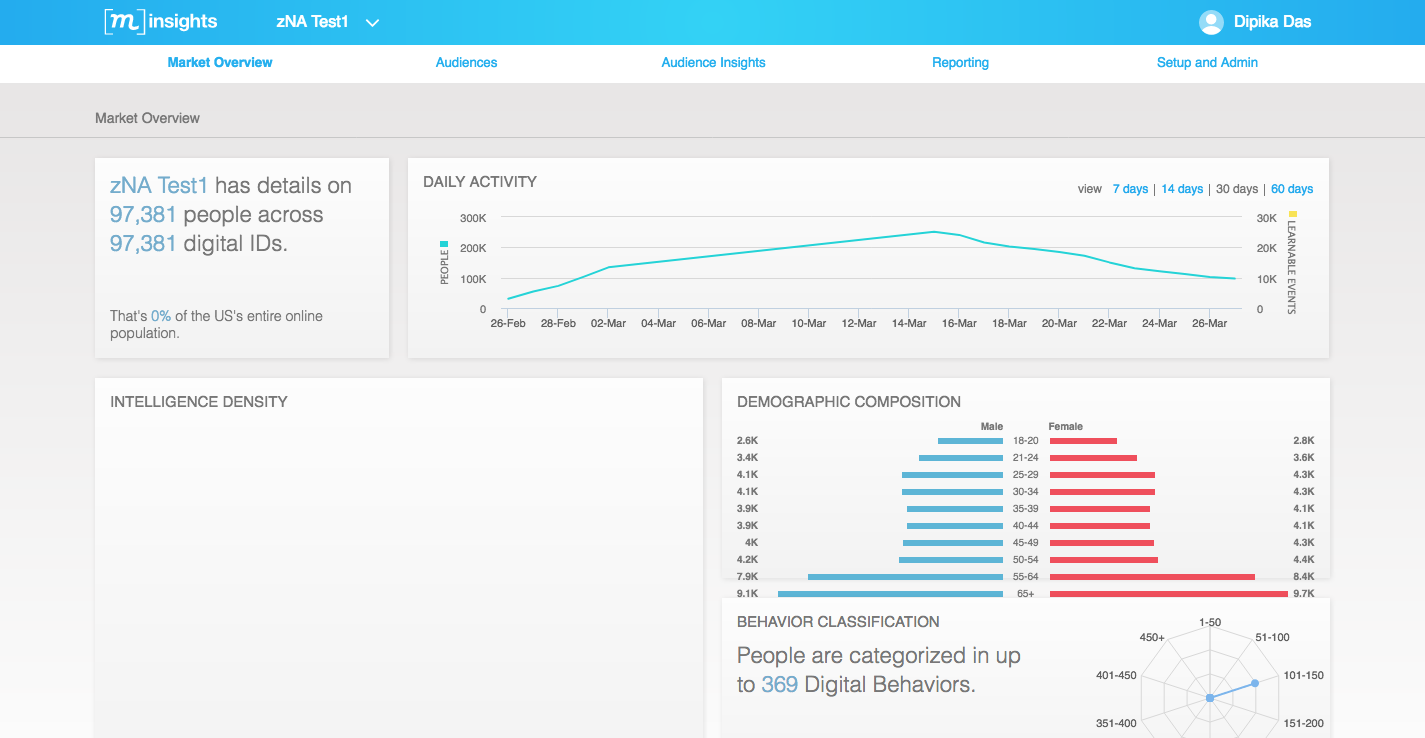 [m] insights
zNA Test1
Dipika Das
Market Overview
Audiences
Audience Insights
Reporting
Setup and Admin
Market Overview
zNA Test1 has details on
97,381 people across
97,381 digital IDs.
That's 0% of the US's entire online
population.
DAILY ACTIVITY
view 7 days | 14 days | 30 days | 60 days
PEOPLE
300K
200K
100K
0
30K
20K
10K
0
LEARNABLE EVENTS
26-Feb 28-Feb 02-Mar 04-Mar 06-Mar 08-Mar 10-Mar 12-Mar 14-Mar 16-Mar 18-Mar 20-Mar 22-Mar 24-Mar 26-Mar
INTELLIGENCE DENSITY
DEMOGRAPHIC COMPOSITION
Male Female
2.6K 18-20 2.8K
3.4K 21-24 3.6K
4.1K 25-29 4.3K
4.1K 30-34 4.3K
3.9K 35-39 4.1K
3.9K 40-44 4.1K
4K 45-49 4.3K
4.2K 50-54 4.4K
7.9K 55-64 8.4K
9.1K 65+ 9.7K
BEHAVIOR CLASSIFICATION
People are categorized in up
to 369 Digital Behaviors.
1-50
450+
51-100
401-450
101-150
351-400
151-200